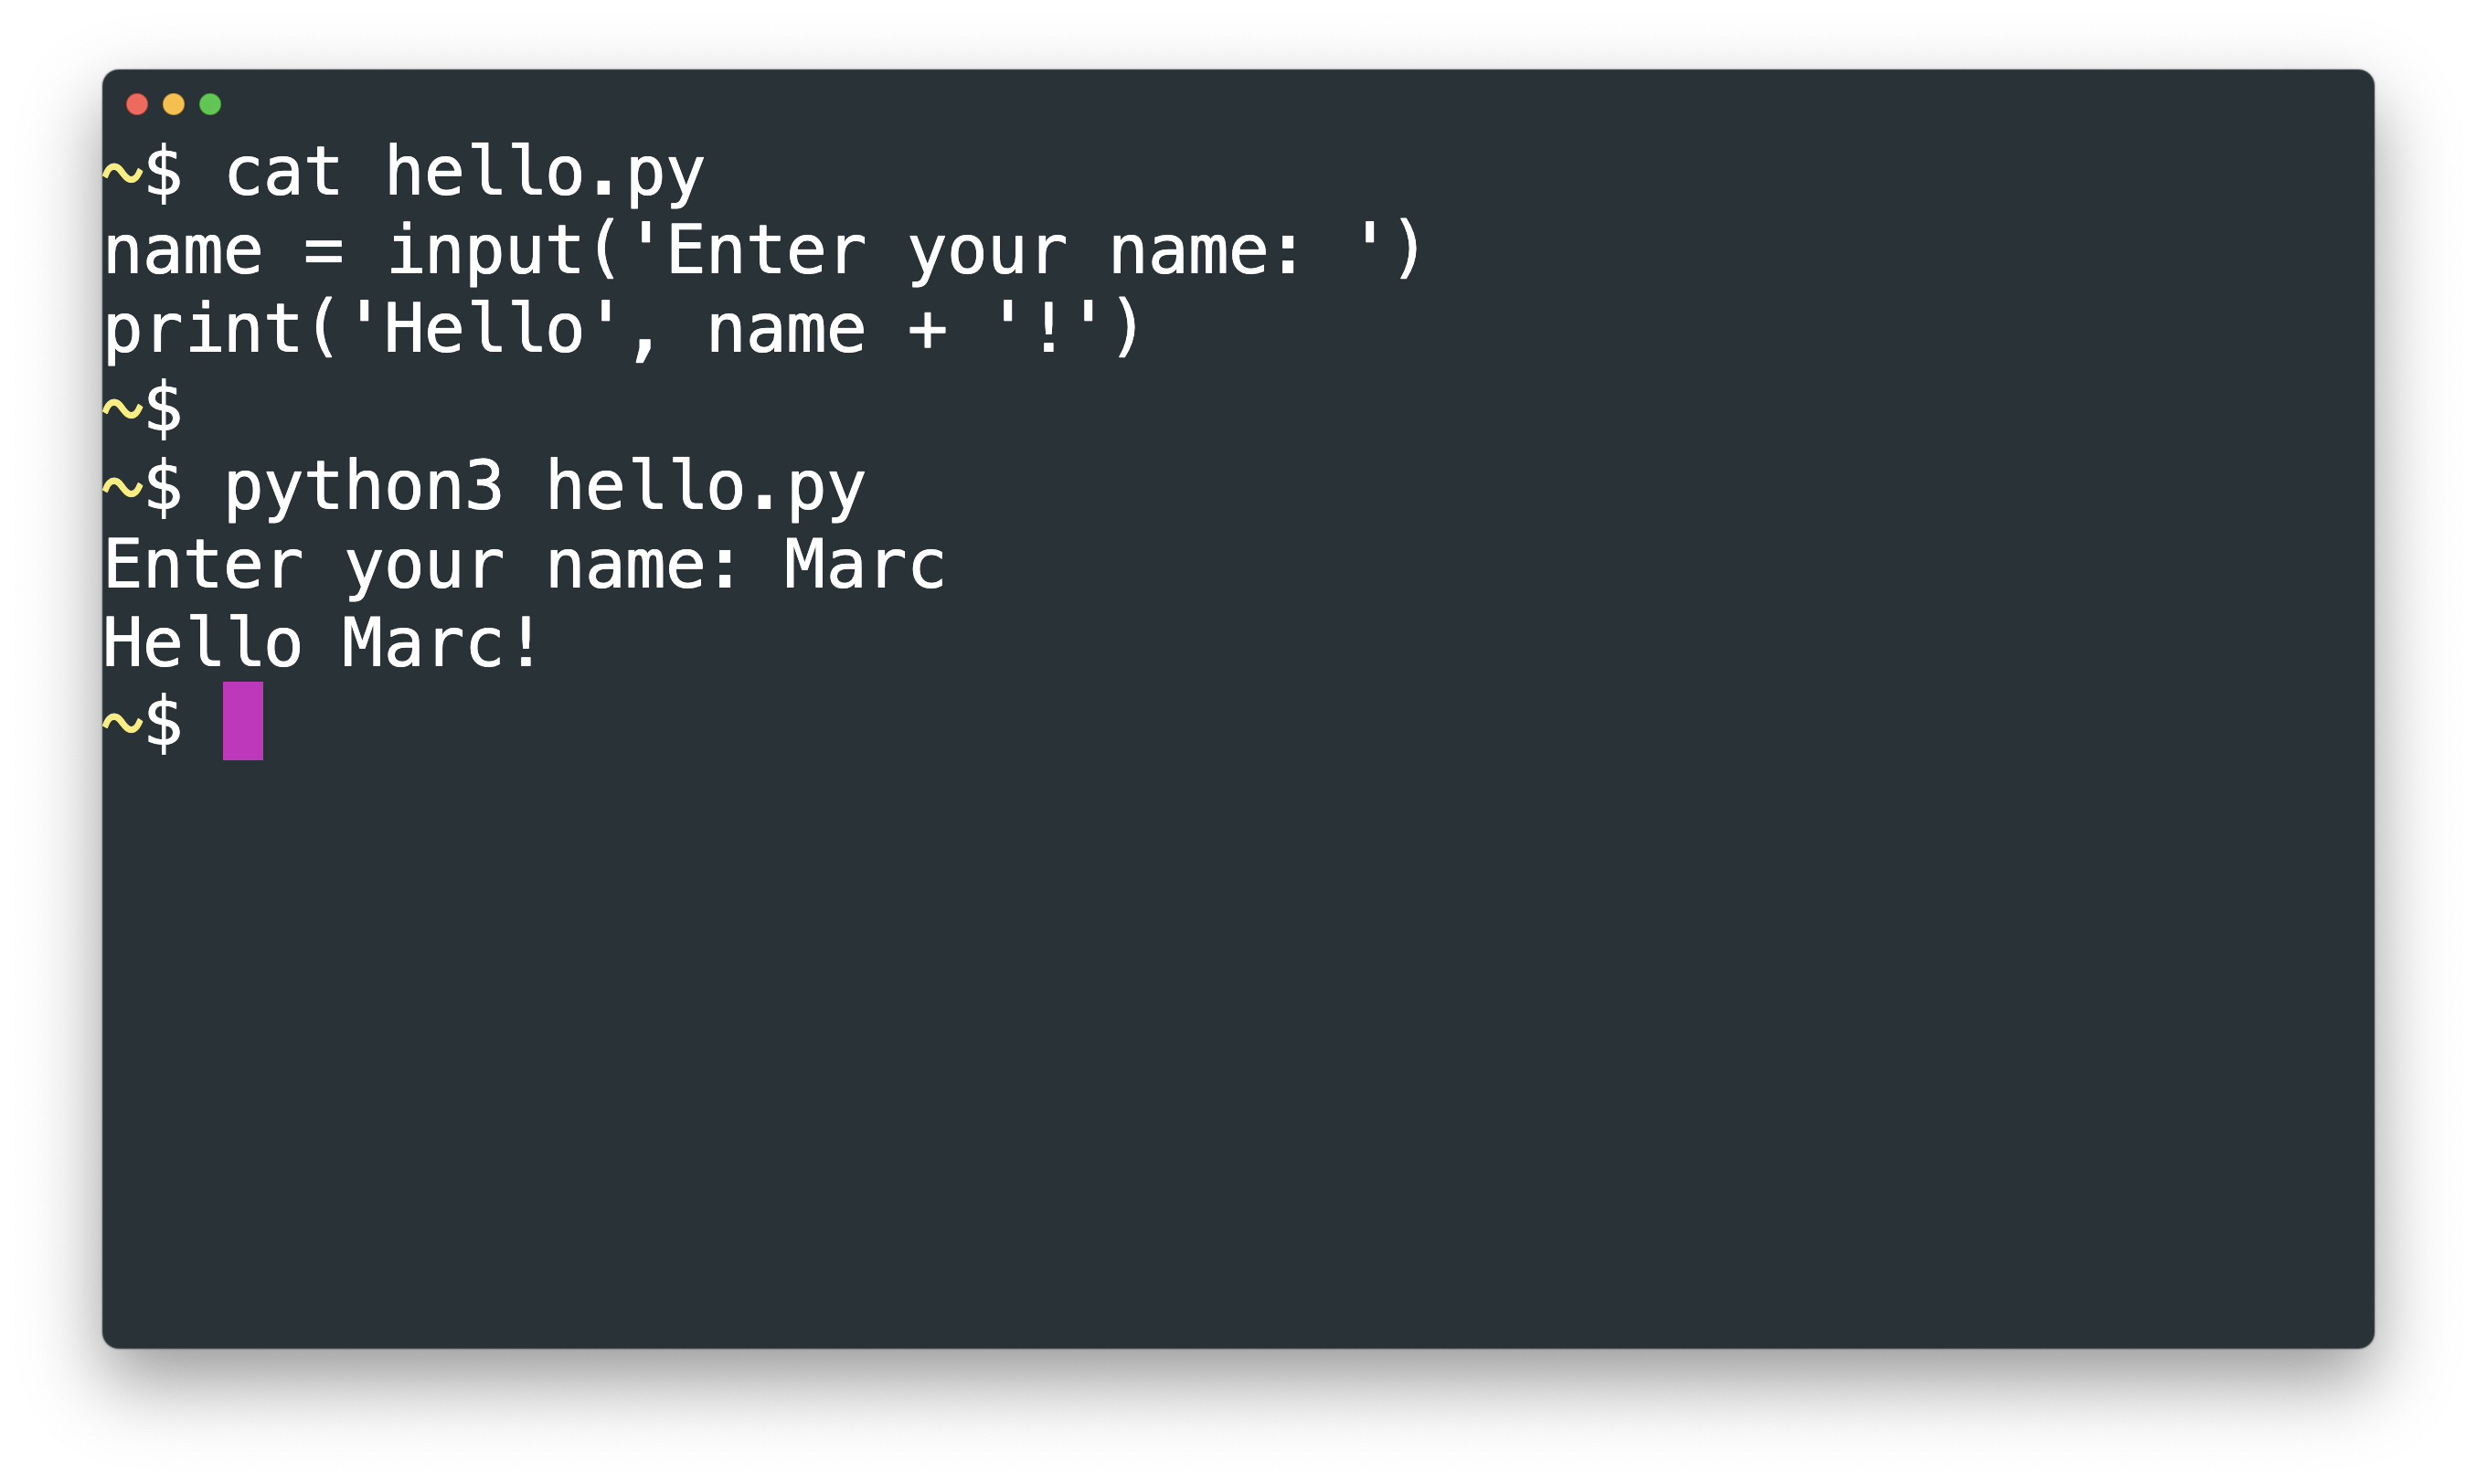 ~$ cat hello.py
name = input('Enter your name: ')
print('Hello', name + '!')
~$
~$ python3 hello.py
Enter your name: Marc
Hello Marc!
~$